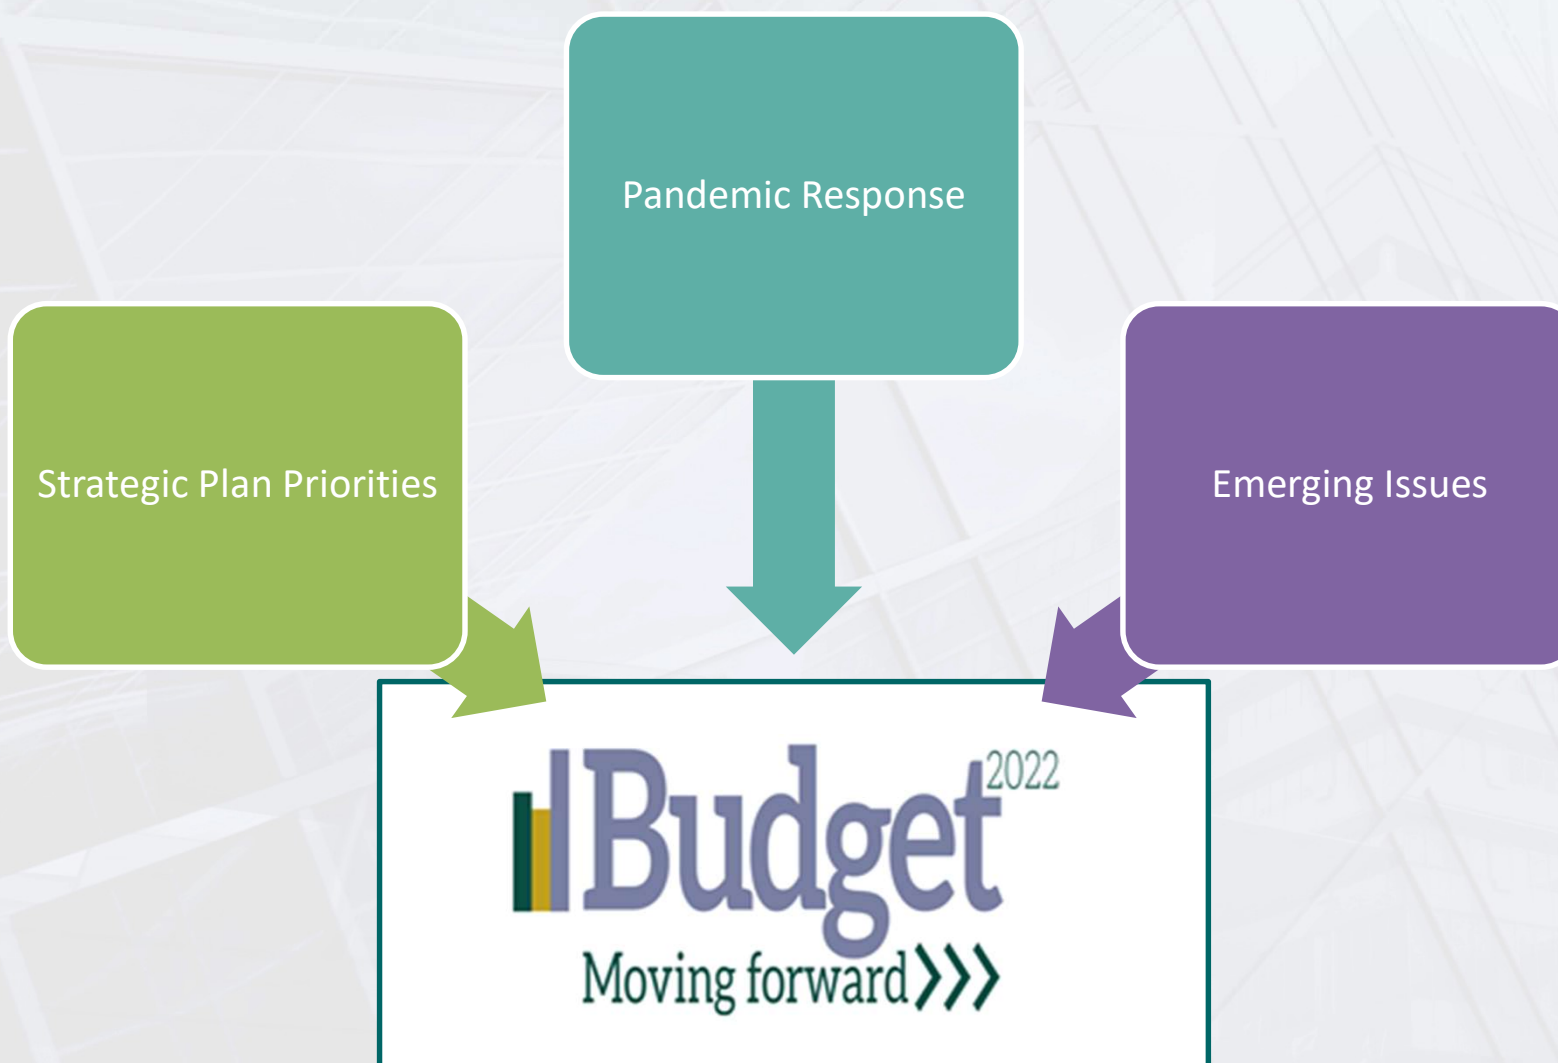 Pandemic Response
Strategic Plan Priorities
Emerging Issues
Budget 2022
Moving forward